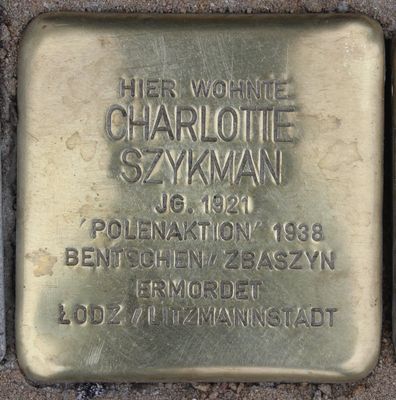 HIER WOHNTE
CHARLOTTE
SZYKMAN
JG. 1921
'POLENAKTION' 1938
BENTSCHEN / ZBASZYN
ERMORDET
ŁODZ / LITZMANNSTADT